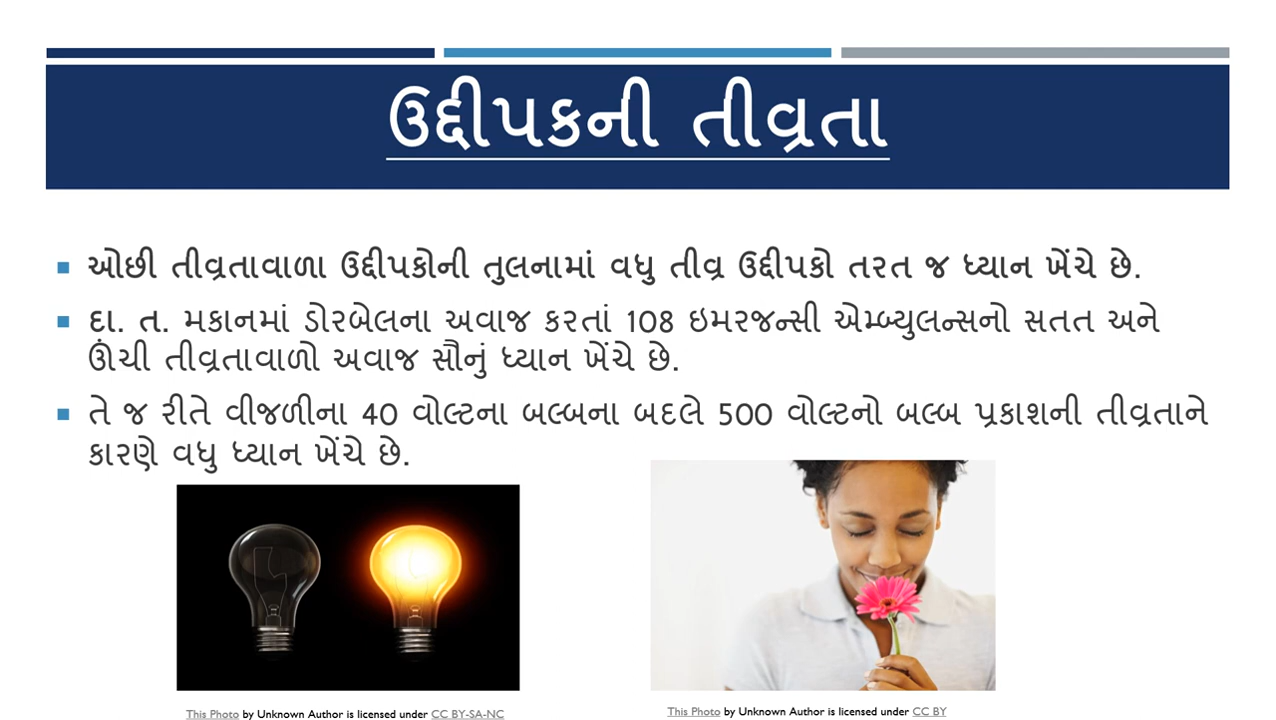 ઉદ્દીપકની તીવ્રતા
ઓછી તીવ્રતાવાળા ઉદ્દીપકોની તુલનામાં વધુ તીવ્ર ઉદ્દીપકો તરત જ ધ્યાન ખેંચે છે.
દા. ત. મકાનમાં ડોરબેલના અવાજ કરતાં 108 ઇમરજન્સી એમ્બ્યુલન્સનો સતત અને
ઊંચી તીવ્રતાવાળો અવાજ સૌનું ધ્યાન ખેંચે છે.
તે જ રીતે વીજળીના 40 વોલ્ટના બલ્બના બદલે 500 વોલ્ટનો બલ્બ પ્રકાશની તીવ્રતાને
કારણે વધુ ધ્યાન ખેંચે છે.
This Photo by Unknown Author is licensed under CC BY-SA-NC
This Photo by Unknown Author is licensed under CC BY